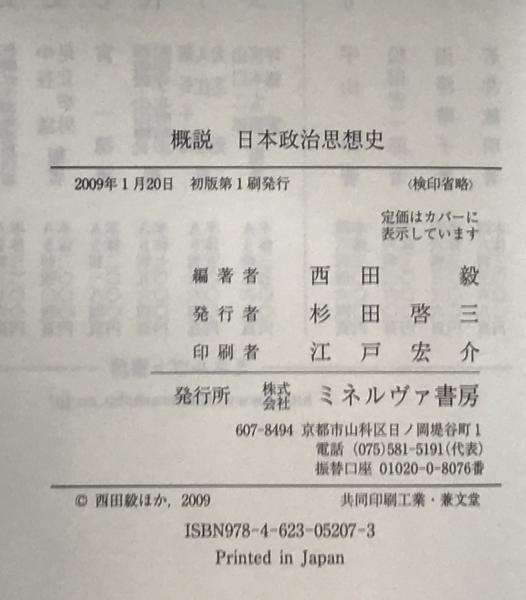 概説　日本政治思想史
2009年1月20日　初版第1刷発行　〈検印省略〉
定価はカバーに
表示しています
編著者　西田　毅
発行者　杉田啓三
印刷者　江戸宏介
発行所　株式会社　ミネルヴァ書房
607-8494 京都市山科区日ノ岡堤谷町1
電話 (075)581-5191(代表)
振替口座 01020-0-8076番
© 西田毅ほか, 2009　共同印刷工業・兼文堂
ISBN978-4-623-05207-3
Printed in Japan